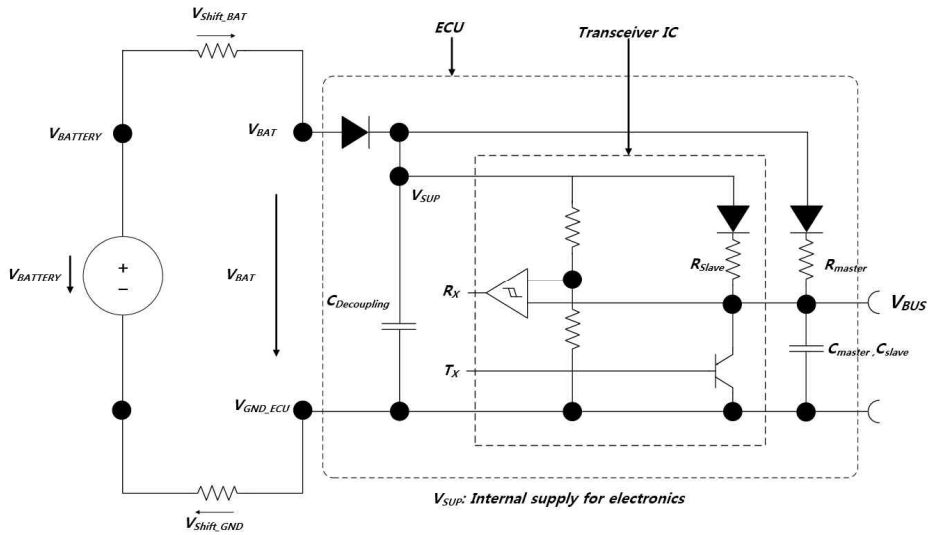 VShift_BAT
ECU
Transceiver IC
VBATTERY
VBAT
VSUP
VBATTERY
+
−
VBAT
CDecoupling
RX
RSlave
Rmaster
VBUS
Cmaster ,Cslave
TX
VGND_ECU
VSUP: Internal supply for electronics
VShift_GND